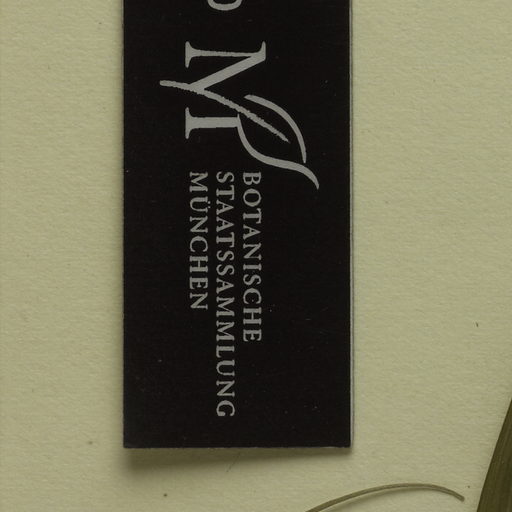 M
BOTANISCHE
STAATSSAMMLUNG
MÜNCHEN